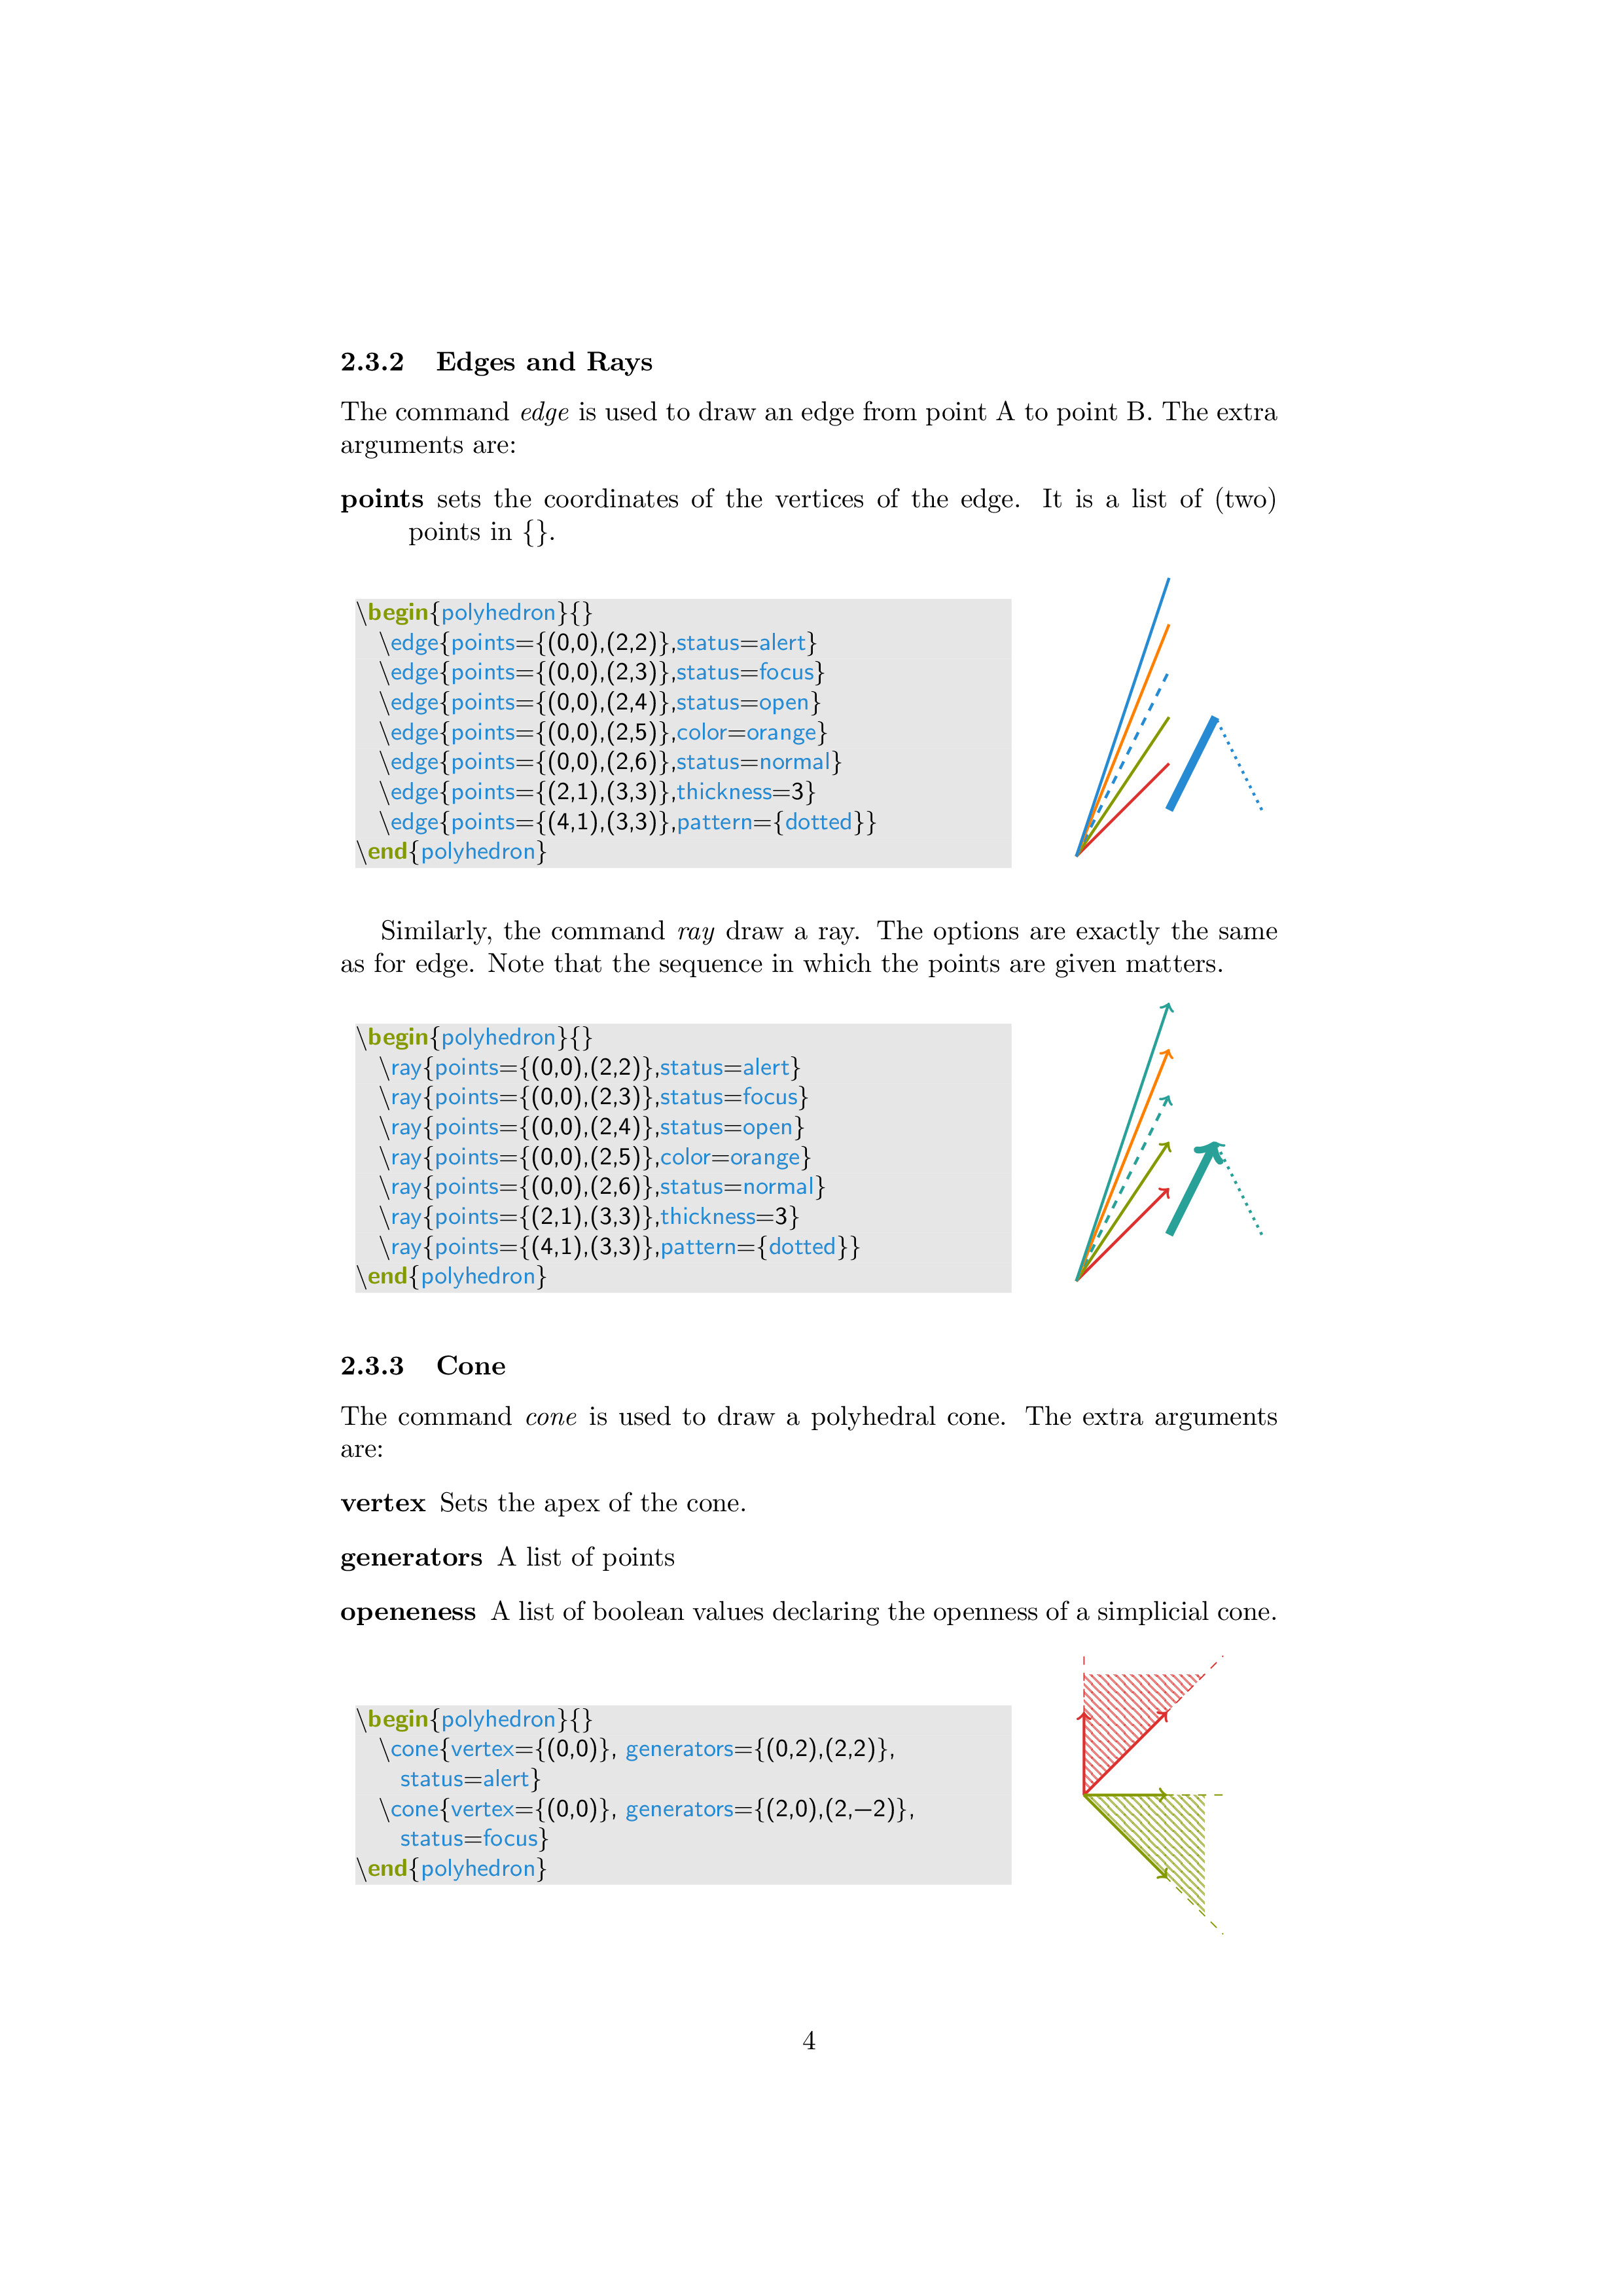 2.3.2 Edges and Rays
The command edge is used to draw an edge from point A to point B. The extra
arguments are:
points sets the coordinates of the vertices of the edge. It is a list of (two)
points in {}.
\begin{polyhedron}{}
\edge{points={(0,0),(2,2)},status=alert}
\edge{points={(0,0),(2,3)},status=focus}
\edge{points={(0,0),(2,4)},status=open}
\edge{points={(0,0),(2,5)},color=orange}
\edge{points={(0,0),(2,6)},status=normal}
\edge{points={(2,1),(3,3)},thickness=3}
\edge{points={(4,1),(3,3)},pattern={dotted}}
\end{polyhedron}
Similarly, the command ray draw a ray. The options are exactly the same
as for edge. Note that the sequence in which the points are given matters.
\begin{polyhedron}{}
\ray{points={(0,0),(2,2)},status=alert}
\ray{points={(0,0),(2,3)},status=focus}
\ray{points={(0,0),(2,4)},status=open}
\ray{points={(0,0),(2,5)},color=orange}
\ray{points={(0,0),(2,6)},status=normal}
\ray{points={(2,1),(3,3)},thickness=3}
\ray{points={(4,1),(3,3)},pattern={dotted}}
\end{polyhedron}
2.3.3 Cone
The command cone is used to draw a polyhedral cone. The extra arguments
are:
vertex Sets the apex of the cone.
generators A list of points
openeness A list of boolean values declaring the openness of a simplicial cone.
\begin{polyhedron}{}
\cone{vertex={(0,0)}, generators={(0,2),(2,2)},
status=alert}
\cone{vertex={(0,0)}, generators={(2,0),(2,−2)},
status=focus}
\end{polyhedron}
4